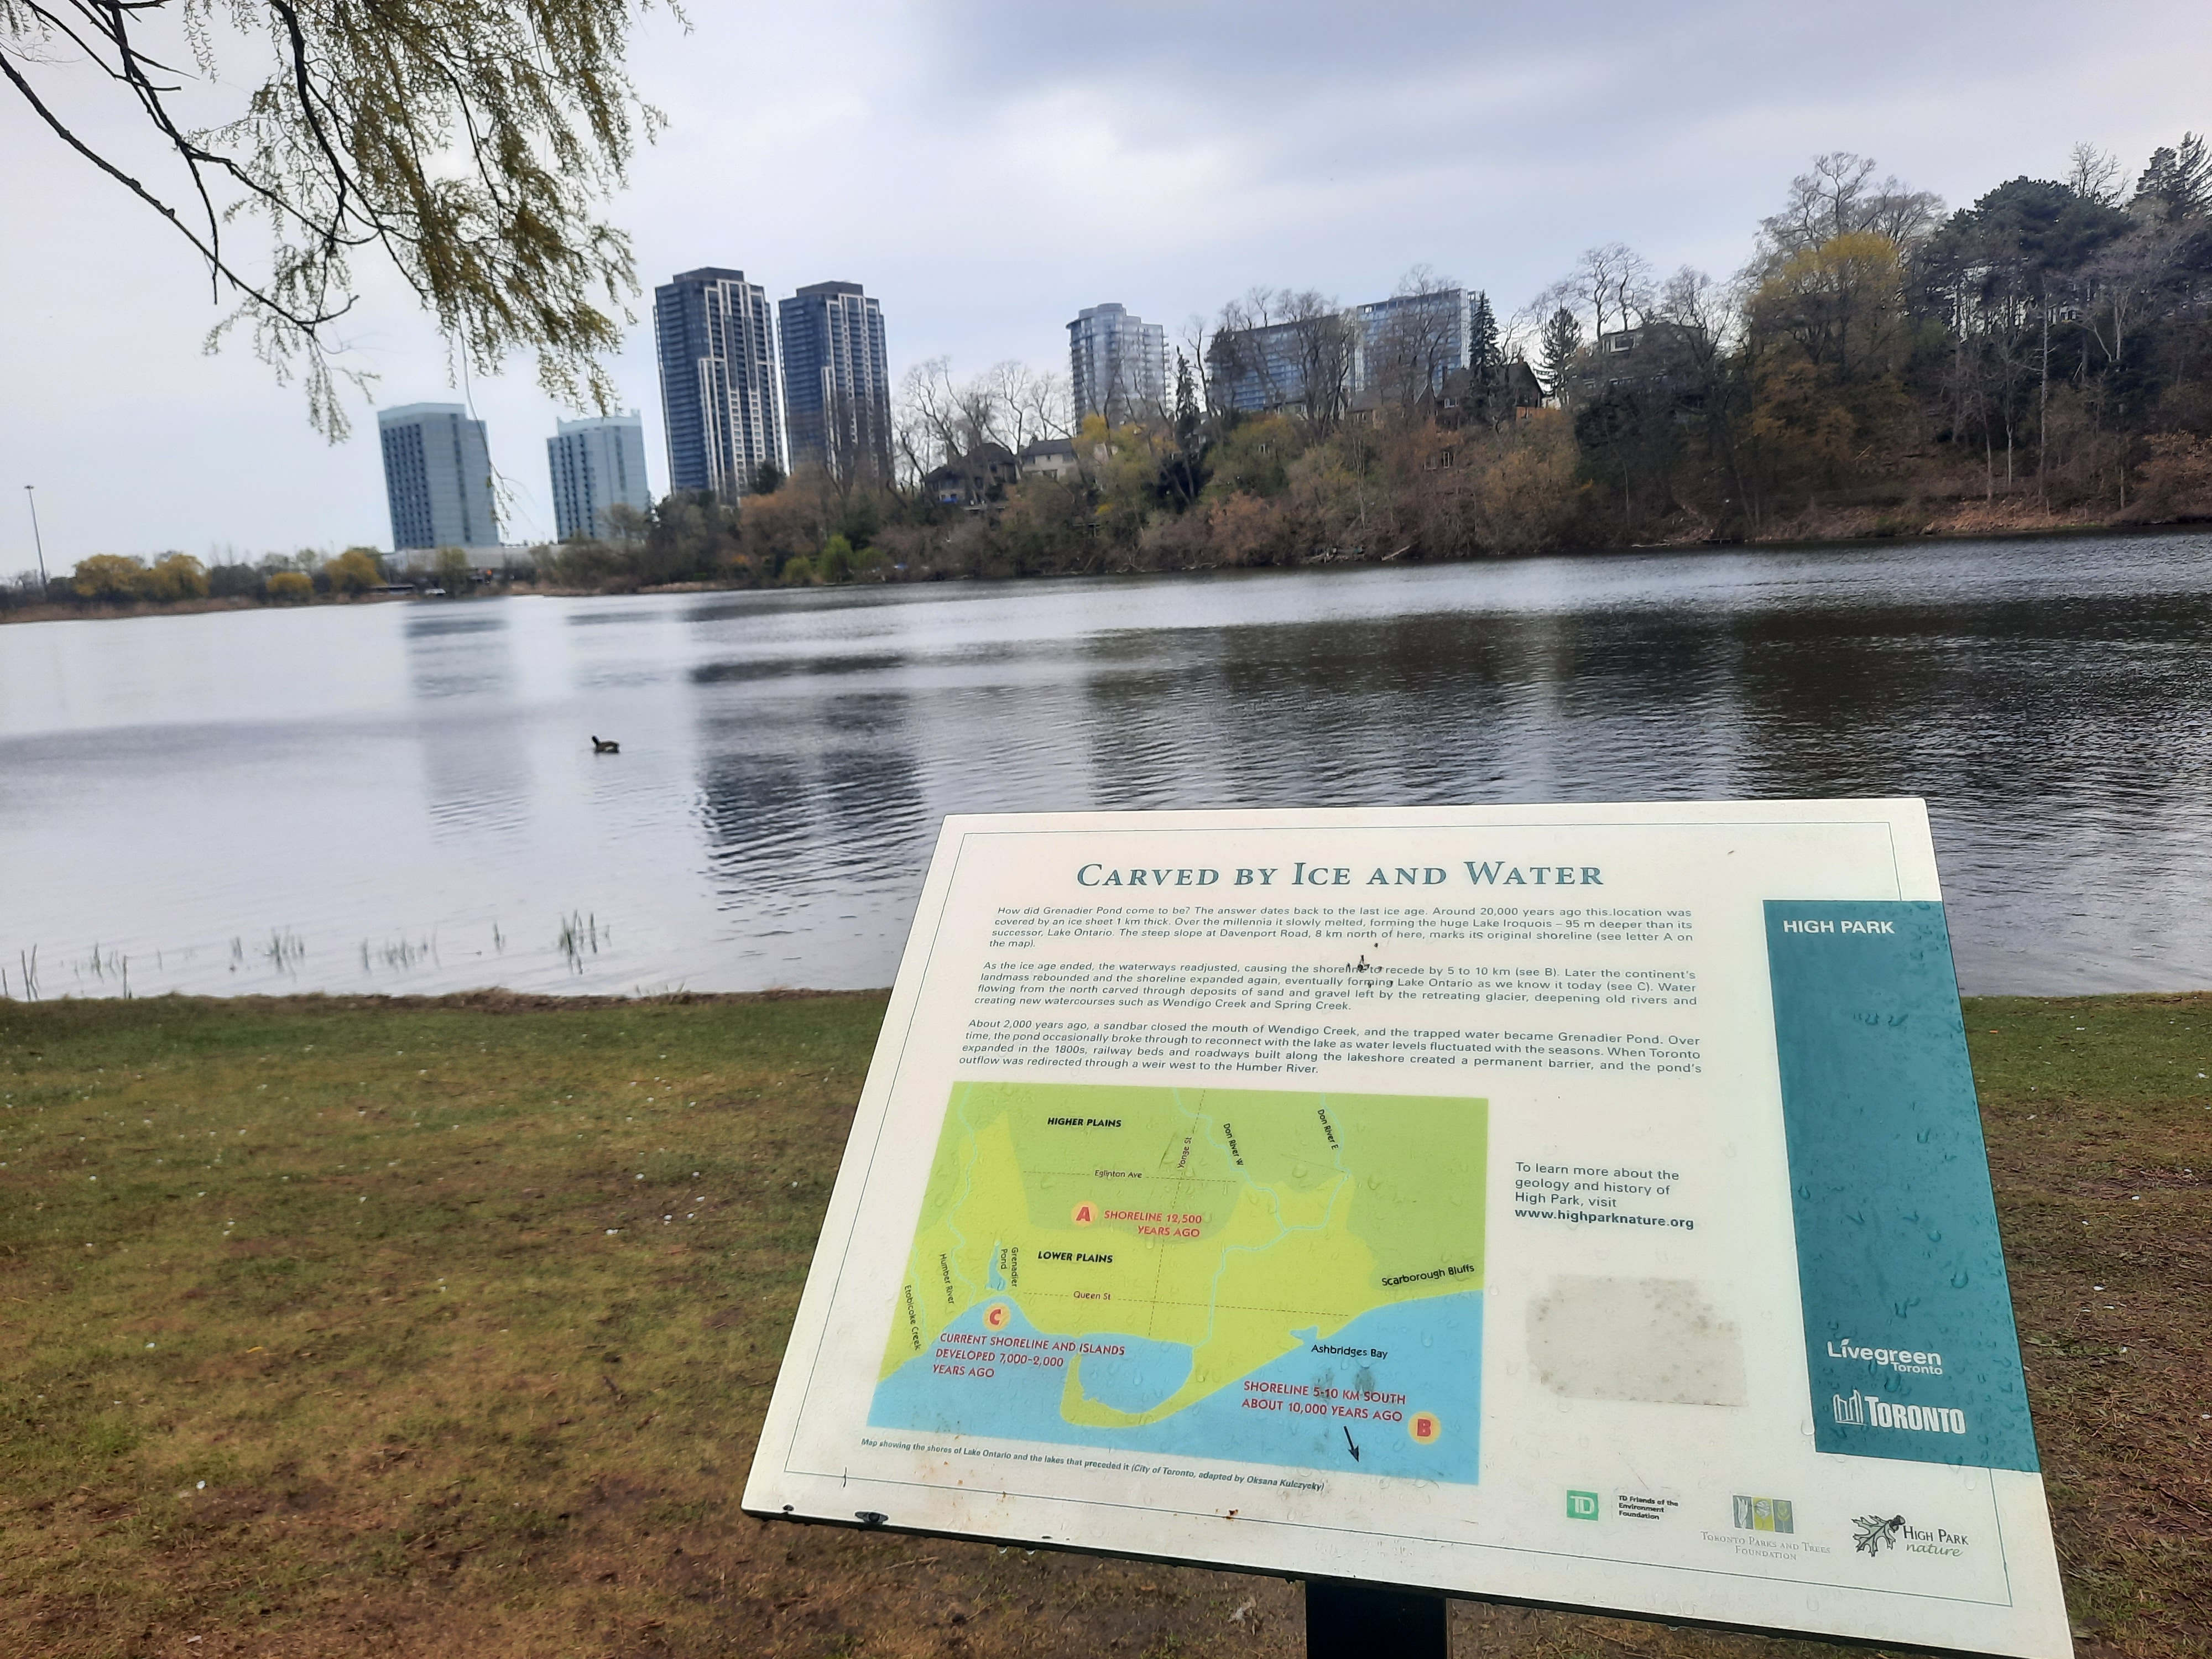 CARVED BY ICE AND WATER
How did Grenadier Pond come to be? The answer dates back to the last ice age. Around 20,000 years ago this location was
covered by an ice sheet 1 km thick. Over the millennia it slowly melted, forming the huge Lake Iroquois – 95 m deeper than its
successor, Lake Ontario. The steep slope at Davenport Road, 8 km north of here, marks its original shoreline (see letter A on
the map).
As the ice age ended, the waterways readjusted, causing the shoreline to recede by 5 to 10 km (see B). Later the continent's
landmass rebounded and the shoreline expanded again, eventually forming Lake Ontario as we know it today (see C). Water
flowing from the north carved through deposits of sand and gravel left by the retreating glacier, deepening old rivers and
creating new watercourses such as Wendigo Creek and Spring Creek.
About 2,000 years ago, a sandbar closed the mouth of Wendigo Creek, and the trapped water became Grenadier Pond. Over
time, the pond occasionally broke through to reconnect with the lake as water levels fluctuated with the seasons. When Toronto
expanded in the 1800s, railway beds and roadways built along the lakeshore created a permanent barrier, and the pond's
outflow was redirected through a weir west to the Humber River.
HIGH PARK
HIGHER PLAINS
Yonge St
Don River W
Don River E
Eglinton Ave
A SHORELINE 12,500
YEARS AGO
LOWER PLAINS
Grenadier
Pond
Humber River
Etobicoke Creek
Queen St
Scarborough Bluffs
C
CURRENT SHORELINE AND ISLANDS
DEVELOPED 7,000-2,000
YEARS AGO
Ashbridges Bay
SHORELINE 5-10 KM SOUTH
ABOUT 10,000 YEARS AGO B
Map showing the shores of Lake Ontario and the lakes that preceded it (City of Toronto, adapted by Oksana Kulczycky)
To learn more about the
geology and history of
High Park, visit
www.highparknature.org
Livegreen
Toronto
TORONTO
TD
TD Friends of the
Environment
Foundation
TORONTO PARKS AND TREES
FOUNDATION
HIGH PARK
nature